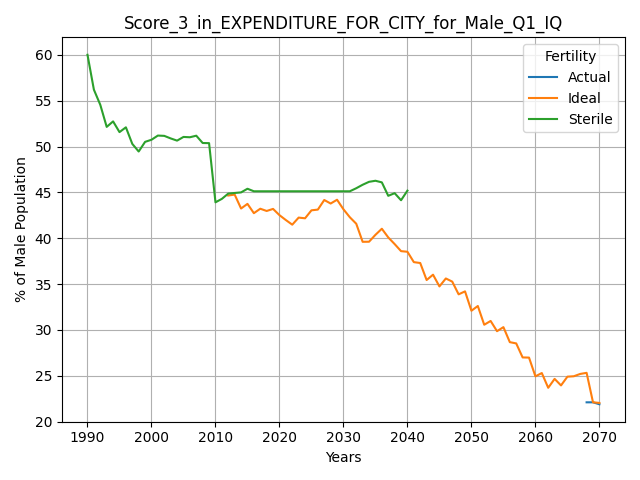 Score_3_in_EXPENDITURE_FOR_CITY_for_Male_Q1_IQ
Fertility
Actual
Ideal
Sterile
% of Male Population
60
55
50
45
40
35
30
25
20
1990 2000 2010 2020 2030 2040 2050 2060 2070
Years